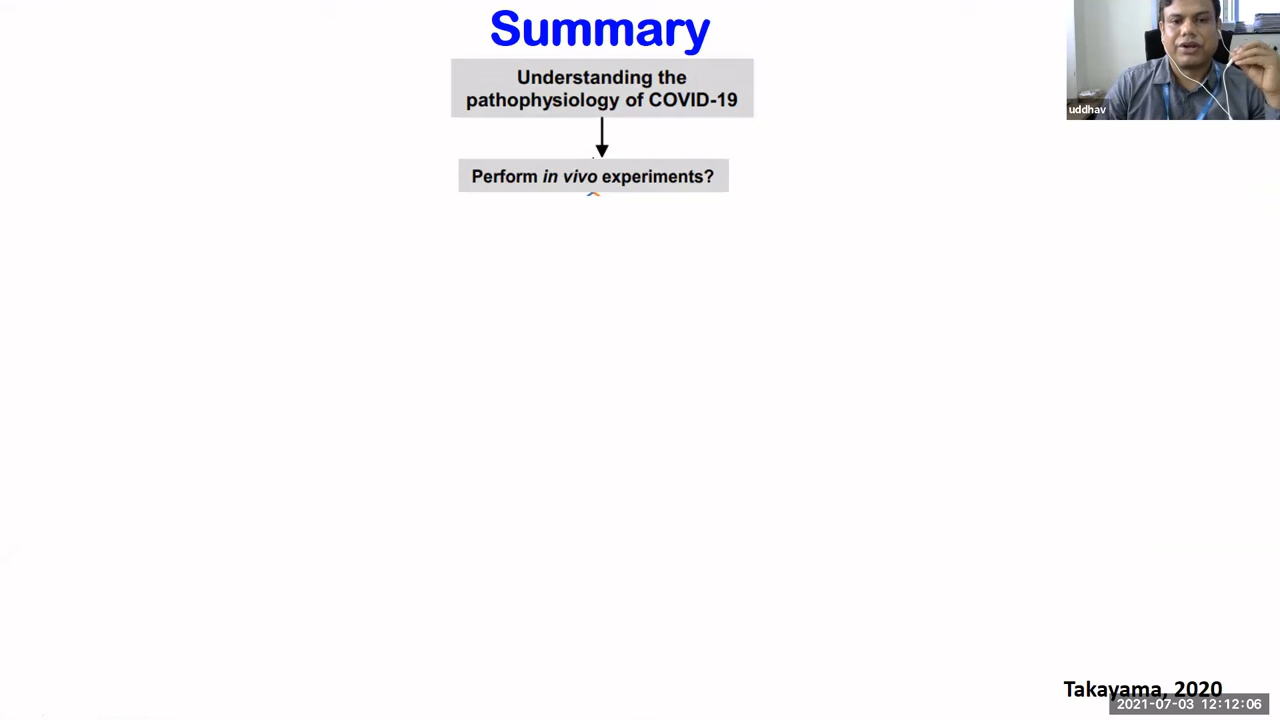 Summary
Understanding the
pathophysiology of COVID-19
Perform in vivo experiments?
uddhav
Takayama, 2020
2021-07-03 12:12:06